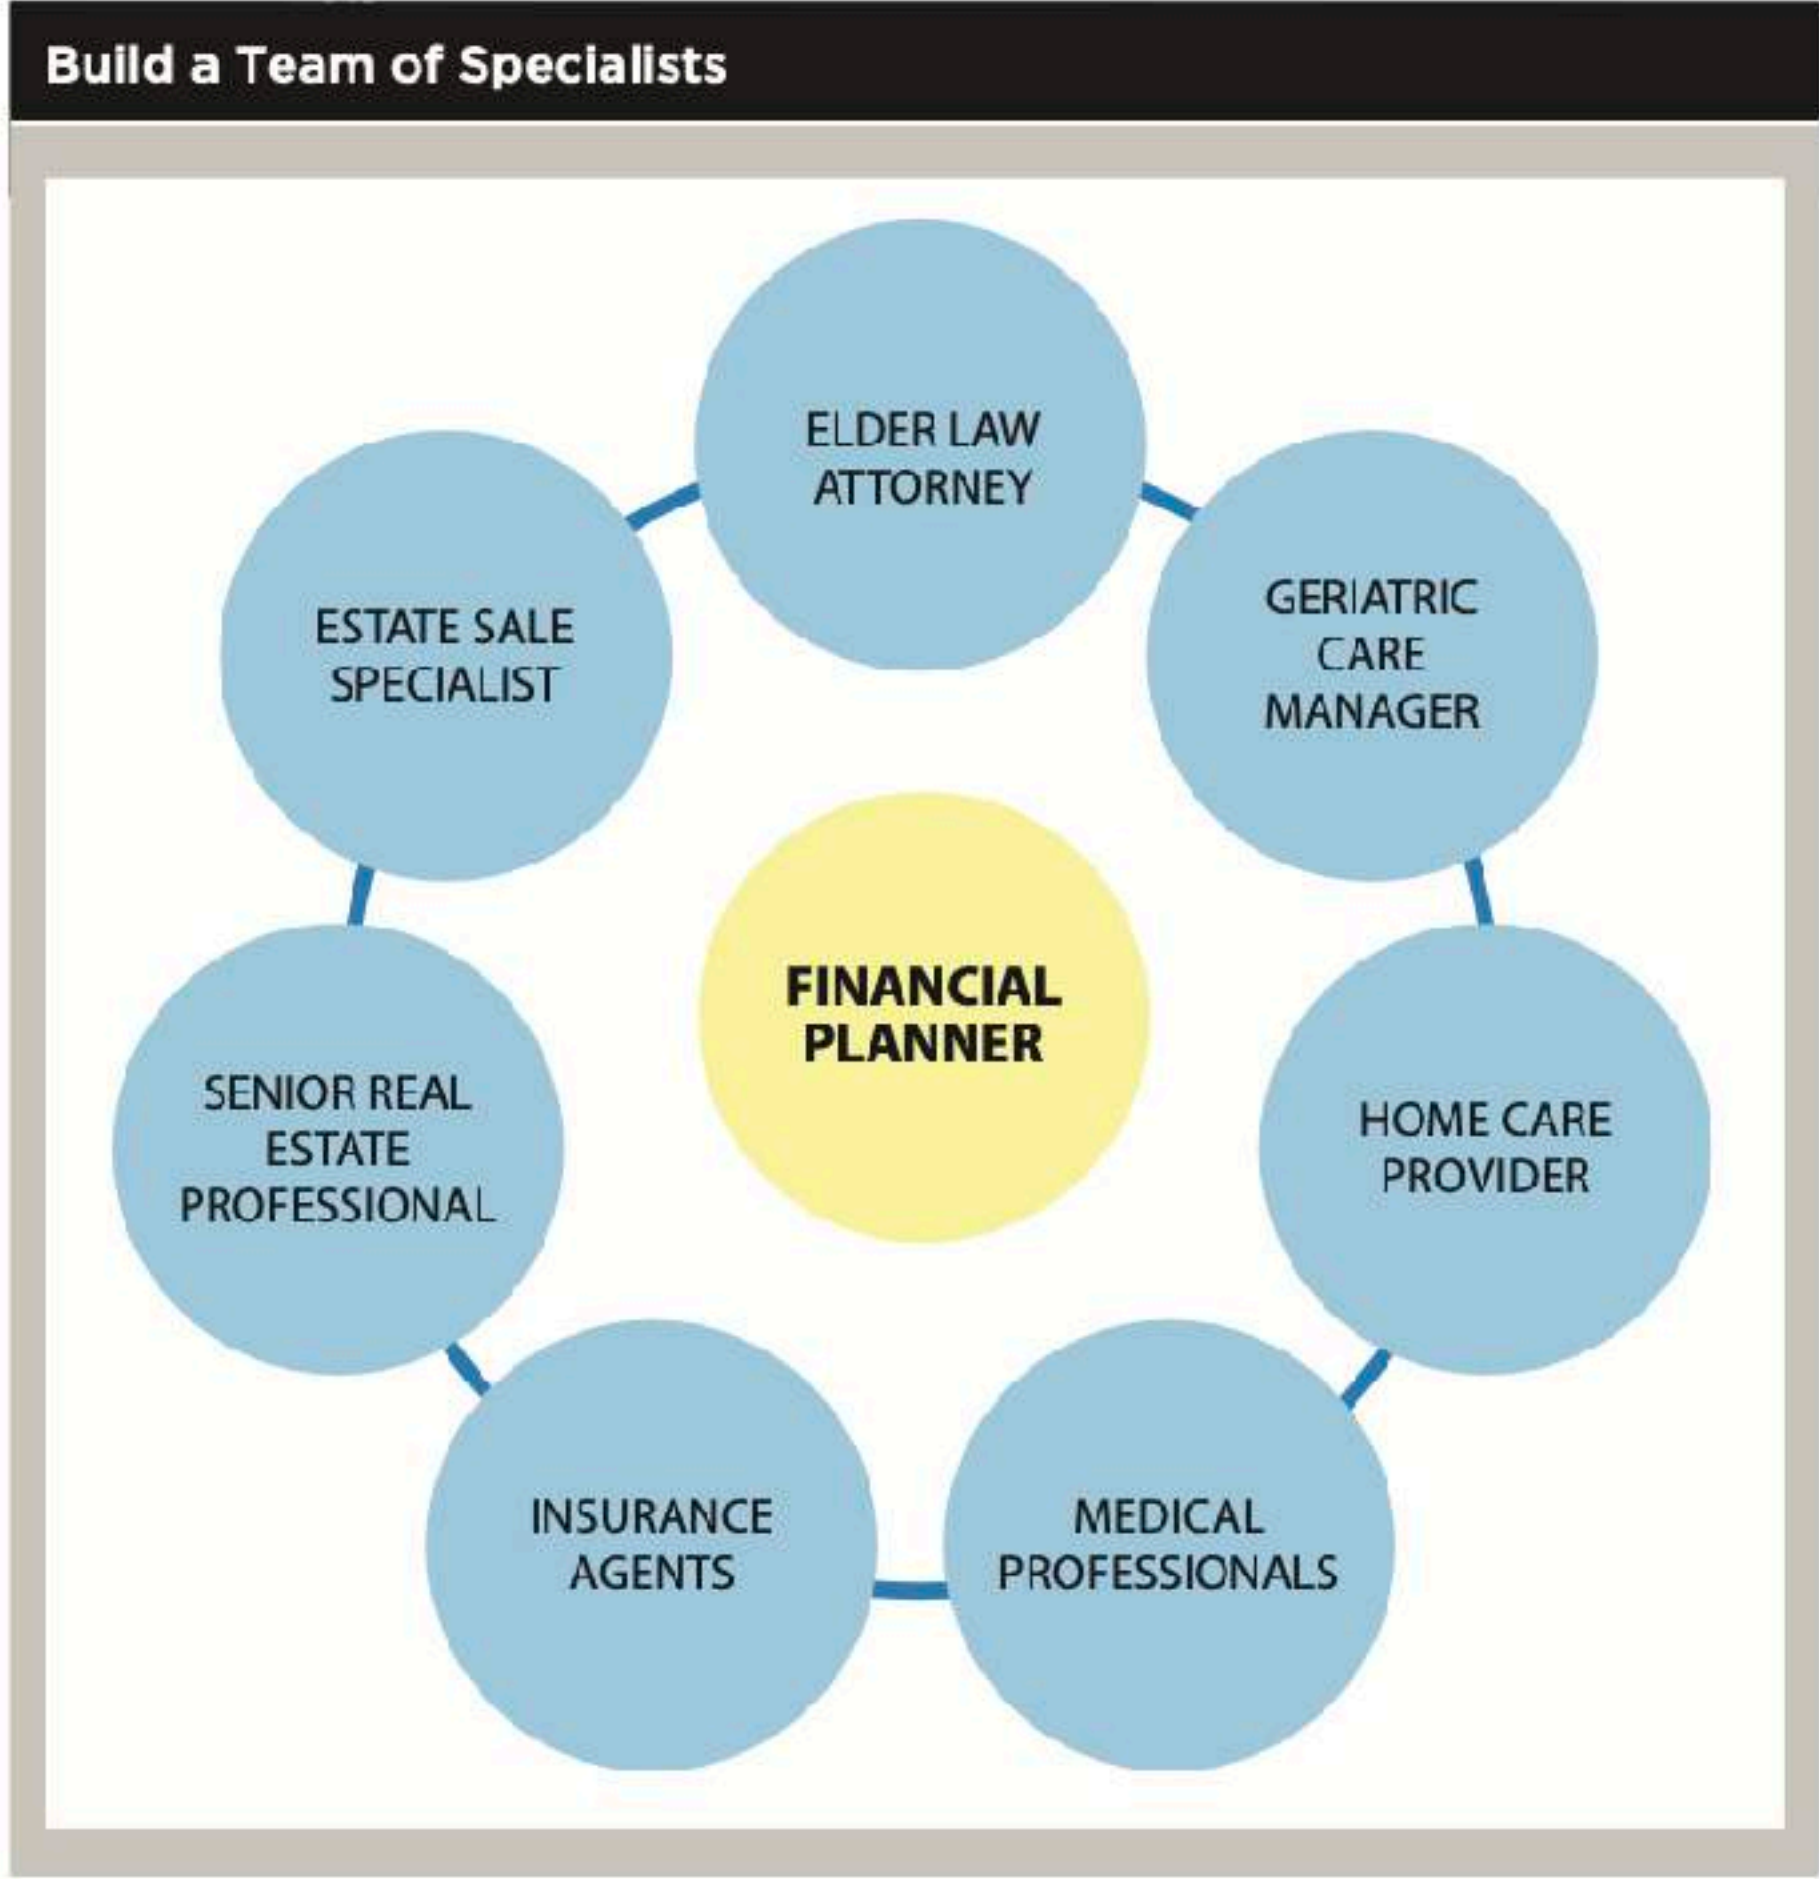 Build a Team of Specialists
ELDER LAW
ATTORNEY
GERIATRIC
CARE
MANAGER
ESTATE SALE
SPECIALIST
FINANCIAL
PLANNER
SENIOR REAL
ESTATE
PROFESSIONAL
HOME CARE
PROVIDER
INSURANCE
AGENTS
MEDICAL
PROFESSIONALS